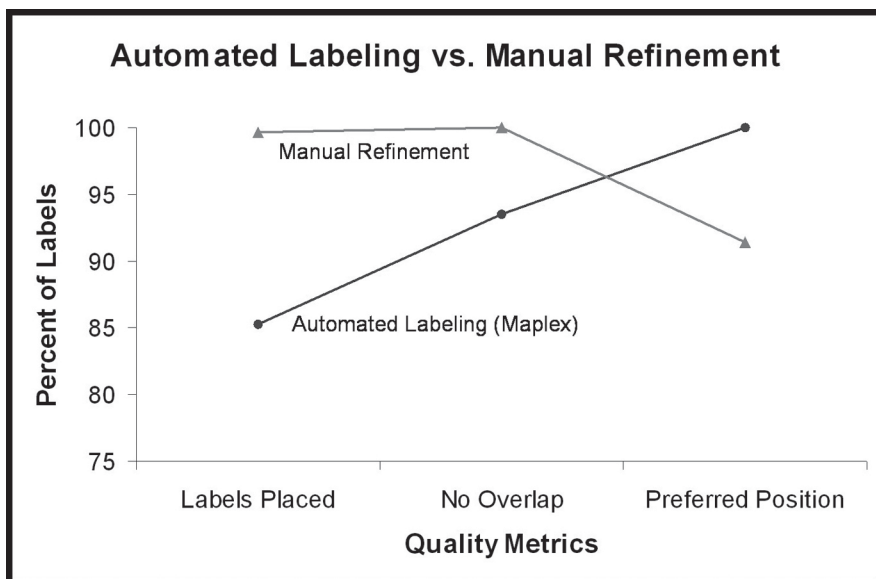 Automated Labeling vs. Manual Refinement
100
95
90
85
80
75
Percent of Labels
Manual Refinement
Automated Labeling (Maplex)
Labels Placed No Overlap Preferred Position
Quality Metrics